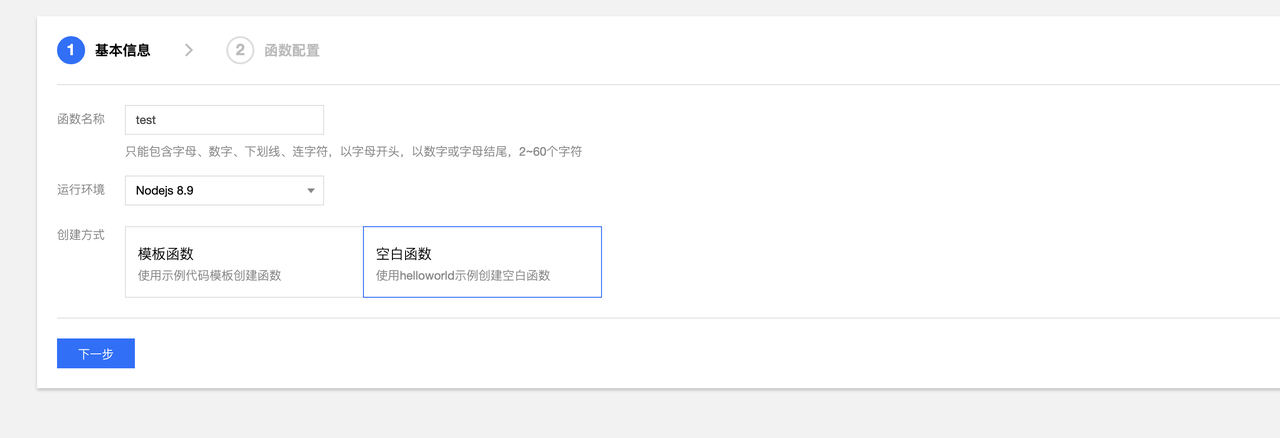 1 基本信息 > 2 函数配置
函数名称 test
只能包含字母、数字、下划线、连字符，以字母开头，以数字或字母结尾，2~60个字符
运行环境 Nodejs 8.9
创建方式
模板函数
使用示例代码模板创建函数
空白函数
使用helloworld示例创建空白函数
下一步